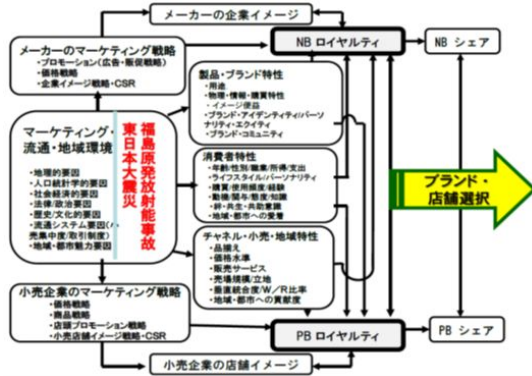 メーカーの企業イメージ
メーカーのマーケティング戦略
・プロモーション(広告・販促戦略)
・価格戦略
・企業イメージ戦略・CSR
NB ロイヤルティ
NB シェア
製品・ブランド特性
・用途
・物理・情報・購買特性
・イメージ便益
・ブランド・アイデンティティ/パーソ
ナリティ・エクイティ
・ブランド・コミュニティ
マーケティング・
流通・地域環境
・地理的要因
・人口統計学的要因
・社会経済的要因
・法律/政治要因
・歴史/文化的要因
・流通システム要因(小
売集中度/取引制度)
・地域・都市魅力要因
福島原発放射能事故
東日本大震災
消費者特性
・年齢/性別/職業/所得/支出
・ライフスタイル/パーソナリティ
・購買/使用頻度/経験
・動機/関与/態度/知識
・絆・共生・共助意識
・地域・都市への愛着
ブランド・
店舗選択
チャネル・小売・地域特性
・品揃え
・価格水準
・販売サービス
・売場規模/立地
・垂直統合度/W/R比率
・地域・都市への貢献度
小売企業のマーケティング戦略
・価格戦略
・商品戦略
・店頭プロモーション戦略
・小売店舗イメージ戦略・CSR
PB ロイヤルティ
PB シェア
小売企業の店舗イメージ